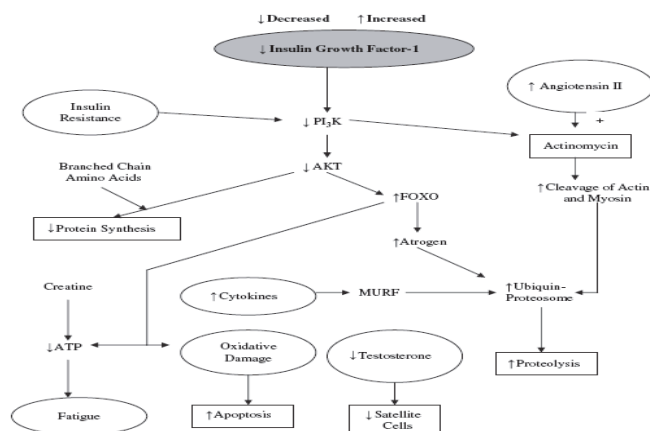 ↓ Decreased ↑ Increased
↓ Insulin Growth Factor-1
Insulin
Resistance
↑ Angiotensin II
+
↓ PI3K
Actinomycin
Branched Chain
Amino Acids
↓ AKT
↑ Cleavage of Actin
and Myosin
↑FOXO
↓Protein Synthesis
↑Atrogen
Creatine
↑ Cytokines
MURF
↑Ubiquin-
Proteosome
↓ATP
Oxidative
Damage
↓Testosterone
↑Proteolysis
Fatigue
↑Apoptosis
↓Satellite
Cells